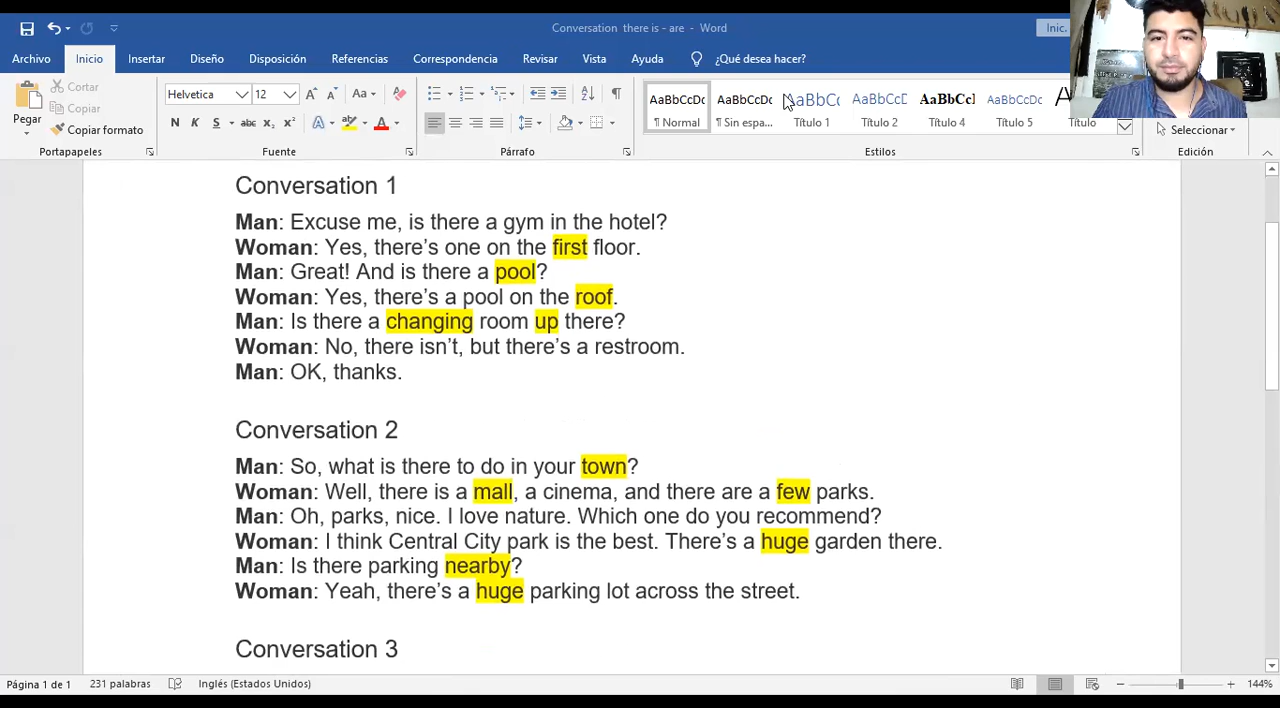 Conversation there is - are - Word
Inic.
Archivo Inicio Insertar Diseño Disposición Referencias Correspondencia Revisar Vista Ayuda ¿Qué desea hacer?
Pegar
Cortar
Copiar
Copiar formato
Portapapeles
Helvetica 12
Aa
N K S abc x₂ x²
A A
Fuente
Párrafo
AaBbCcDc AaBbCcDc AaBbCc AaBbCcD AaBbCcI AaBbCcDc
¶ Normal ¶ Sin espa... Título 1 Título 2 Título 4 Título 5 Título
Estilos
Seleccionar
Edición
Conversation 1
Man: Excuse me, is there a gym in the hotel?
Woman: Yes, there’s one on the first floor.
Man: Great! And is there a pool?
Woman: Yes, there’s a pool on the roof.
Man: Is there a changing room up there?
Woman: No, there isn’t, but there’s a restroom.
Man: OK, thanks.
Conversation 2
Man: So, what is there to do in your town?
Woman: Well, there is a mall, a cinema, and there are a few parks.
Man: Oh, parks, nice. I love nature. Which one do you recommend?
Woman: I think Central City park is the best. There’s a huge garden there.
Man: Is there parking nearby?
Woman: Yeah, there’s a huge parking lot across the street.
Conversation 3
Página 1 de 1 231 palabras Inglés (Estados Unidos) 144%